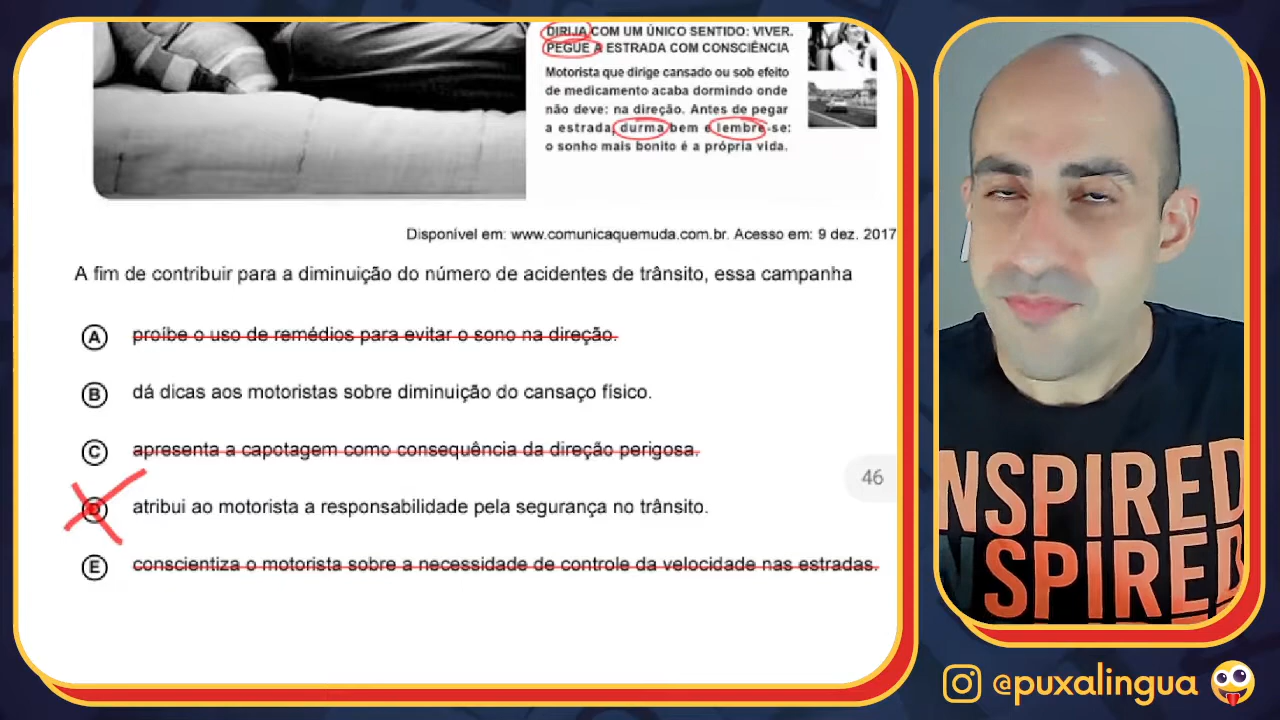 DIRIJA COM UM ÚNICO SENTIDO: VIVER.
PEGUE A ESTRADA COM CONSCIÊNCIA
Motorista que dirige cansado ou sob efeito
de medicamento acaba dormindo onde
não deve: na direção. Antes de pegar
a estrada, durma bem e lembre-se:
o sonho mais bonito é a própria vida.
Disponível em: www.comunicaquemuda.com.br. Acesso em: 9 dez. 2017
A fim de contribuir para a diminuição do número de acidentes de trânsito, essa campanha
A proíbe o uso de remédios para evitar o sono na direção.
B dá dicas aos motoristas sobre diminuição do cansaço físico.
C apresenta a capotagem como consequência da direção perigosa.
46
D atribui ao motorista a responsabilidade pela segurança no trânsito.
E conscientiza o motorista sobre a necessidade de controle da velocidade nas estradas.
NSPIRED
NSPIRED
@puxalingua